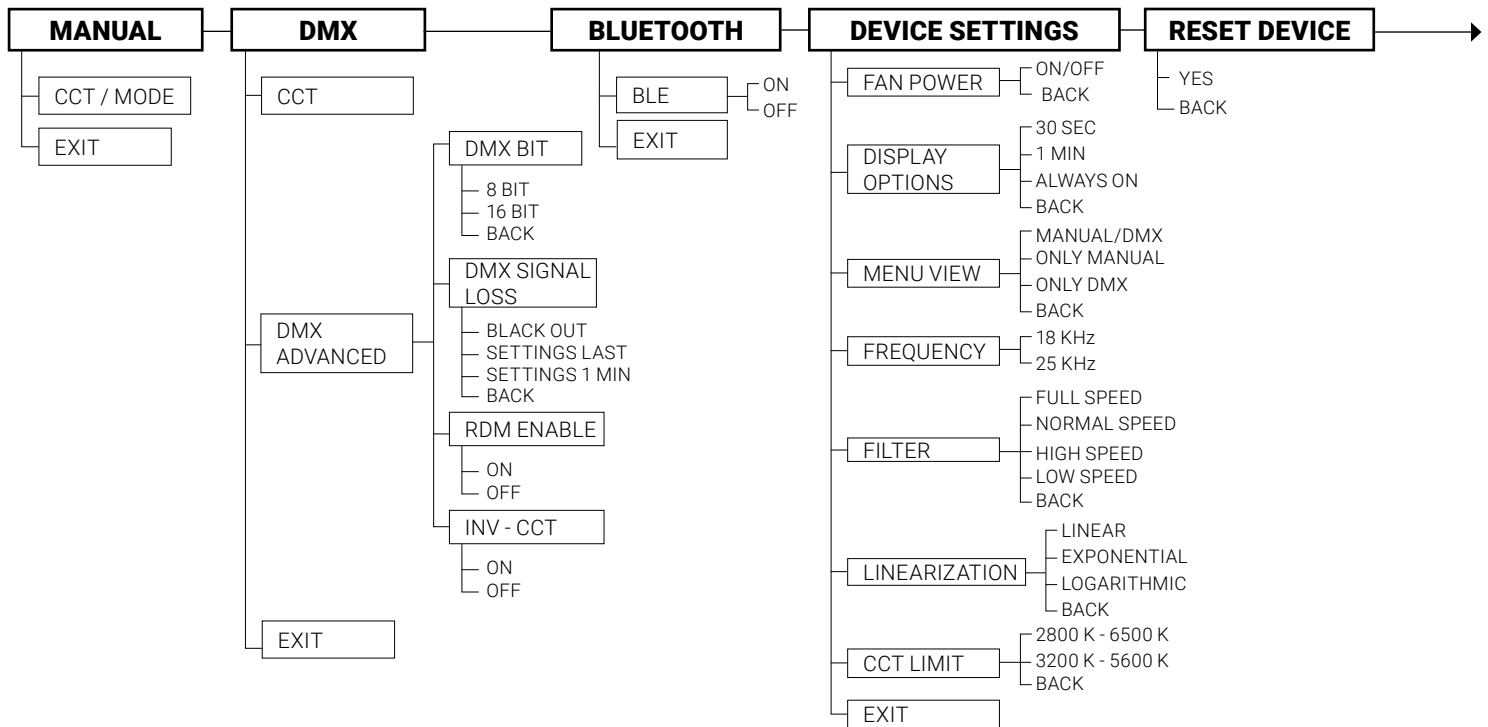 MANUAL
CCT / MODE
EXIT
DMX
CCT
DMX
ADVANCED
DMX BIT
8 BIT
16 BIT
BACK
DMX SIGNAL
LOSS
BLACK OUT
SETTINGS LAST
SETTINGS 1 MIN
BACK
RDM ENABLE
ON
OFF
INV - CCT
ON
OFF
EXIT
BLUETOOTH
BLE
ON
OFF
EXIT
DEVICE SETTINGS
FAN POWER
ON/OFF
BACK
DISPLAY
OPTIONS
30 SEC
1 MIN
ALWAYS ON
BACK
MENU VIEW
MANUAL/DMX
ONLY MANUAL
ONLY DMX
BACK
FREQUENCY
18 KHz
25 KHz
FILTER
FULL SPEED
NORMAL SPEED
HIGH SPEED
LOW SPEED
BACK
LINEARIZATION
LINEAR
EXPONENTIAL
LOGARITHMIC
BACK
CCT LIMIT
2800 K - 6500 K
3200 K - 5600 K
BACK
EXIT
RESET DEVICE
YES
BACK